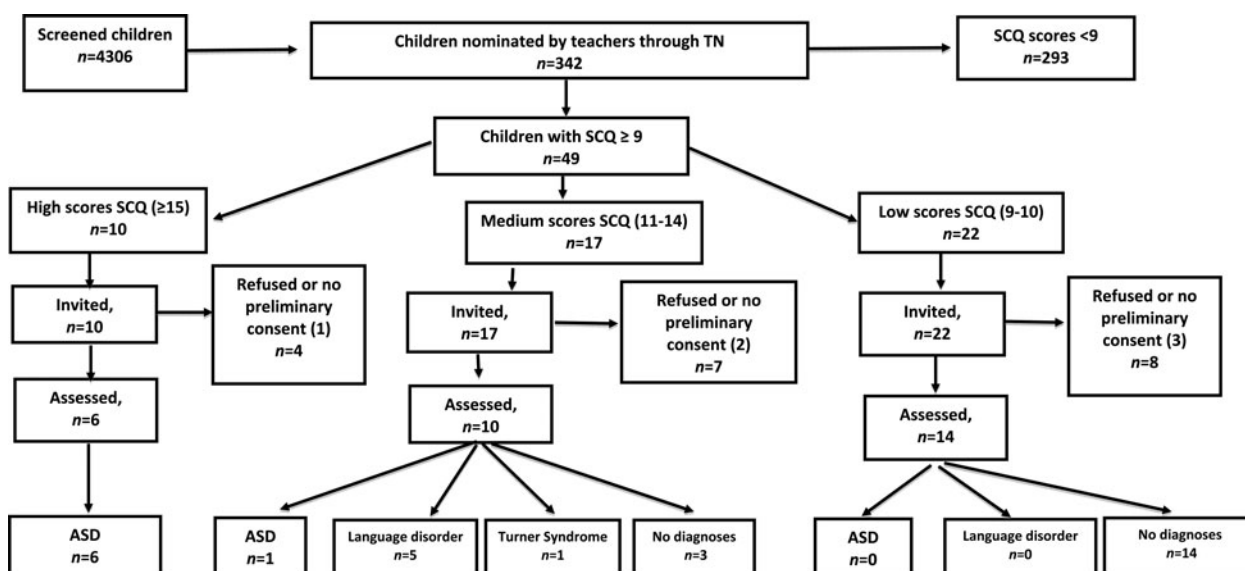 Screened children
n=4306
Children nominated by teachers through TN
n=342
SCQ scores <9
n=293
Children with SCQ ≥ 9
n=49
High scores SCQ (≥15)
n=10
Medium scores SCQ (11-14)
n=17
Low scores SCQ (9-10)
n=22
Invited,
n=10
Refused or no
preliminary
consent (1)
n=4
Invited,
n=17
Refused or no
preliminary
consent (2)
n=7
Invited,
n=22
Refused or no
preliminary
consent (3)
n=8
Assessed,
n=6
Assessed,
n=10
Assessed,
n=14
ASD
n=6
ASD
n=1
Language disorder
n=5
Turner Syndrome
n=1
No diagnoses
n=3
ASD
n=0
Language disorder
n=0
No diagnoses
n=14